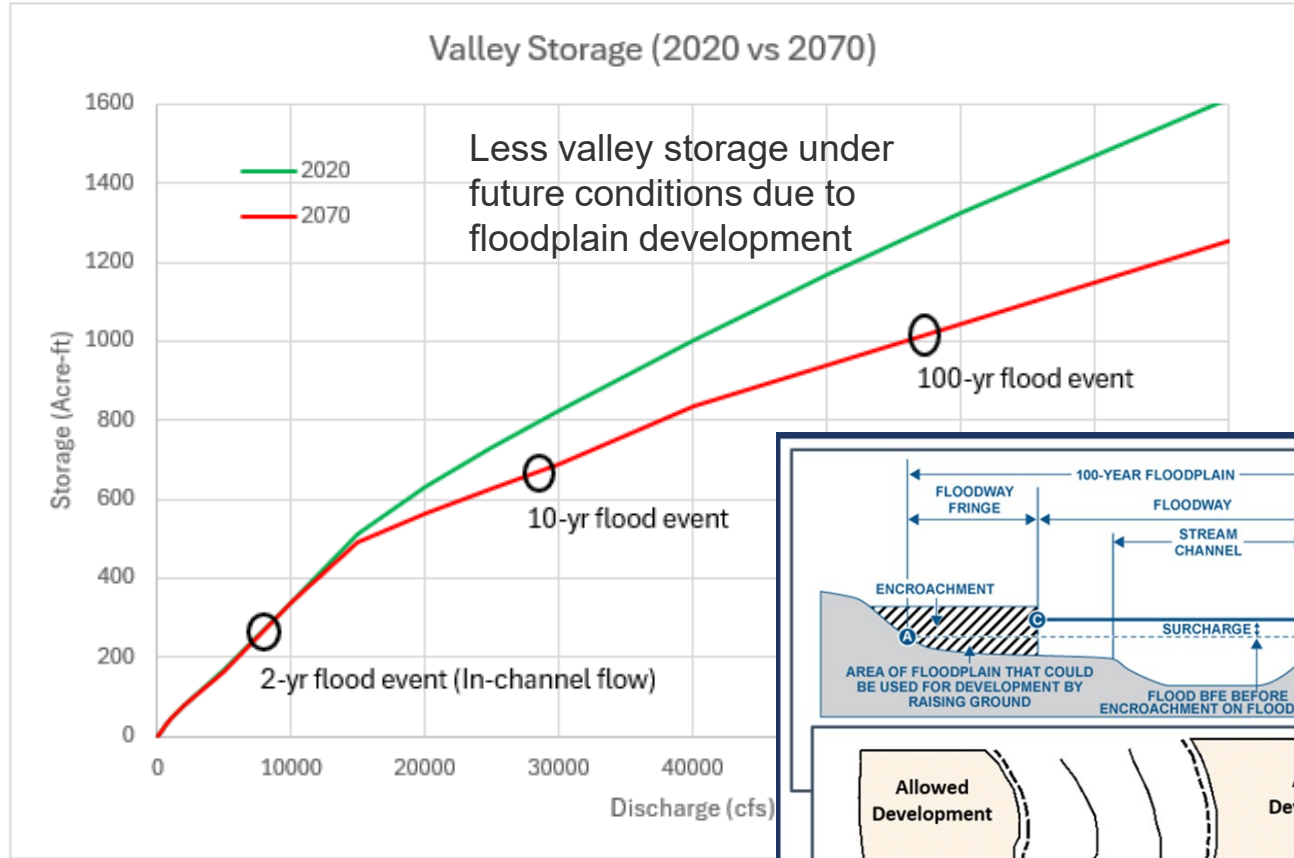 Valley Storage (2020 vs 2070)
Less valley storage under
future conditions due to
floodplain development
2020
2070
1600
1400
1200
1000
800
600
400
200
0
Storage (Acre-ft)
100-yr flood event
10-yr flood event
2-yr flood event (In-channel flow)
0
10000
20000
30000
40000
Discharge (cfs)
100-YEAR FLOODPLAIN
FLOODWAY
FRINGE
FLOODWAY
STREAM
CHANNEL
ENCROACHMENT
A
C
SURCHARGE
AREA OF FLOODPLAIN THAT COULD
BE USED FOR DEVELOPMENT BY
RAISING GROUND
FLOOD BFE BEFORE
ENCROACHMENT ON FLOOD
Allowed
Development